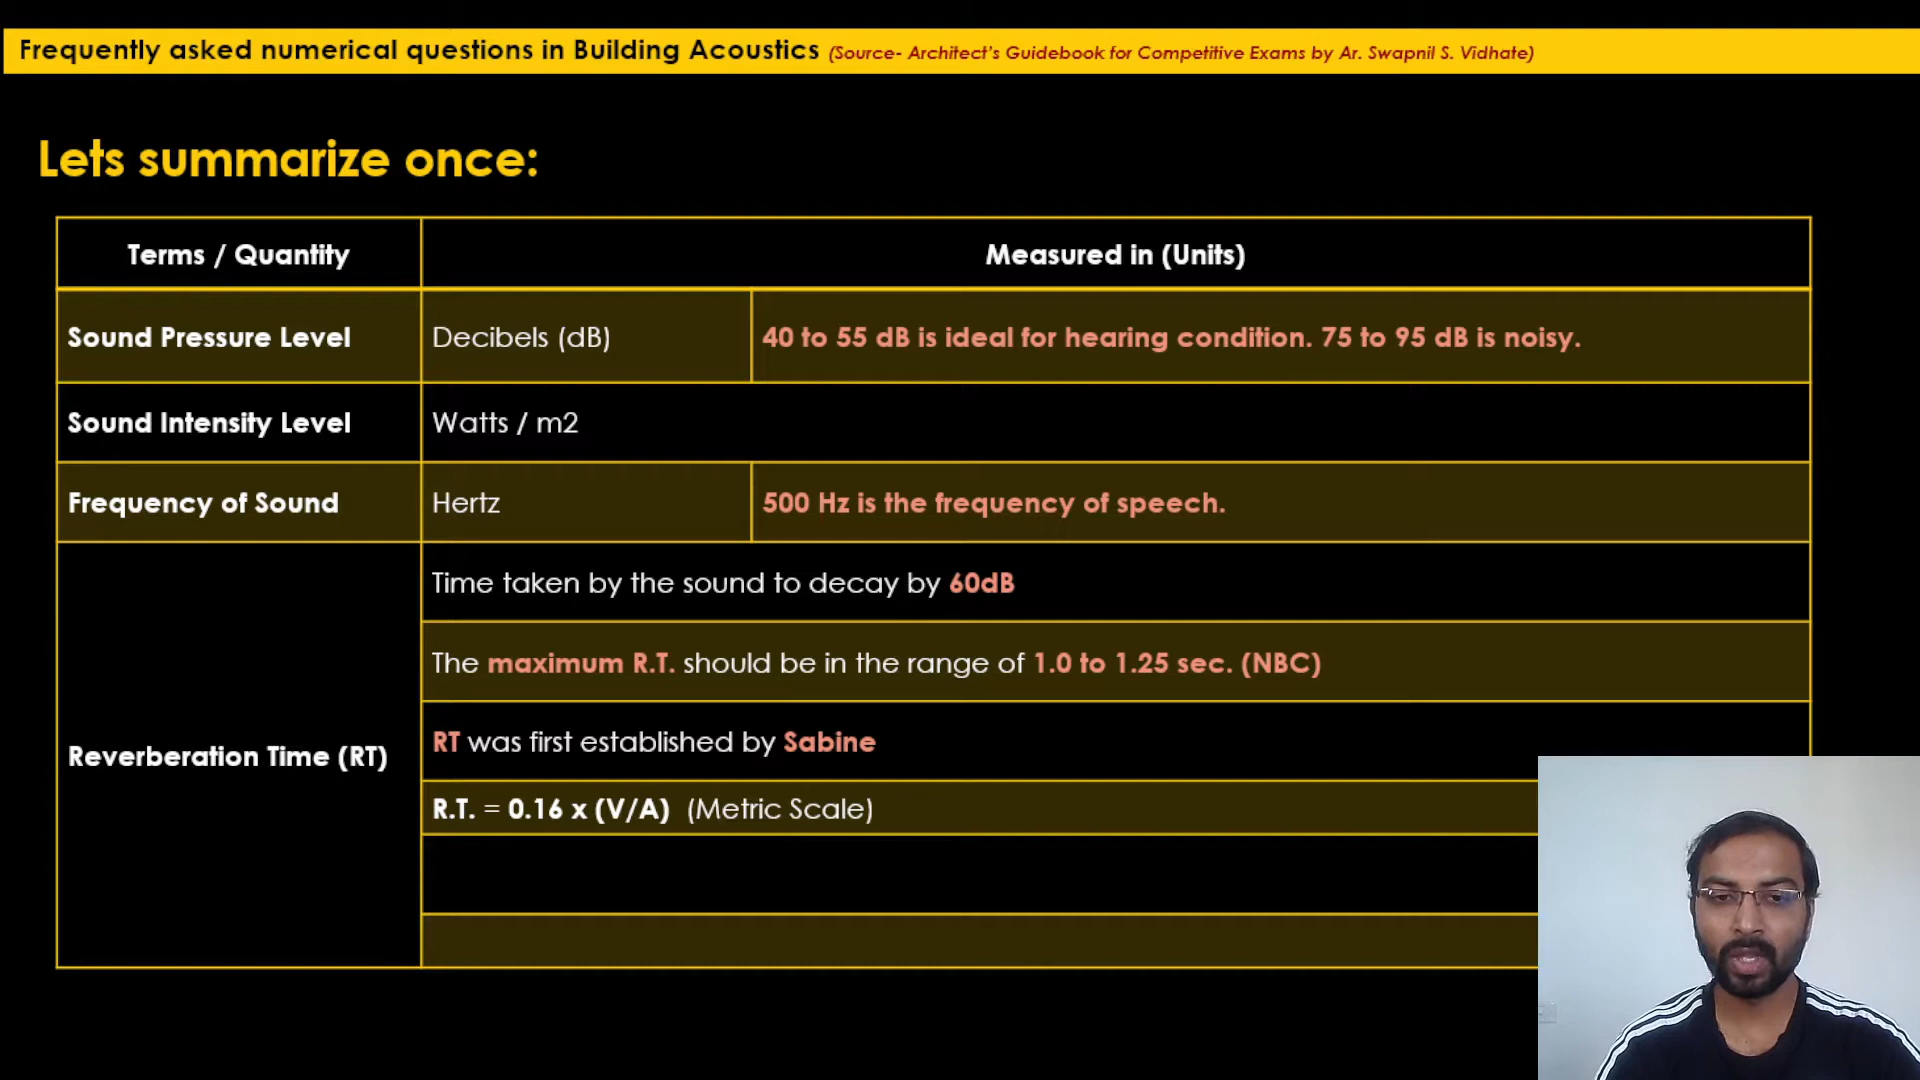 Frequently asked numerical questions in Building Acoustics (Source- Architect's Guidebook for Competitive Exams by Ar. Swapnil S. Vidhate)
Lets summarize once:
Terms / Quantity
Measured in (Units)
Sound Pressure Level
Decibels (dB)
40 to 55 dB is ideal for hearing condition. 75 to 95 dB is noisy.
Sound Intensity Level
Watts / m2
Frequency of Sound
Hertz
500 Hz is the frequency of speech.
Reverberation Time (RT)
Time taken by the sound to decay by 60dB
The maximum R.T. should be in the range of 1.0 to 1.25 sec. (NBC)
RT was first established by Sabine
R.T. = 0.16 x (V/A) (Metric Scale)